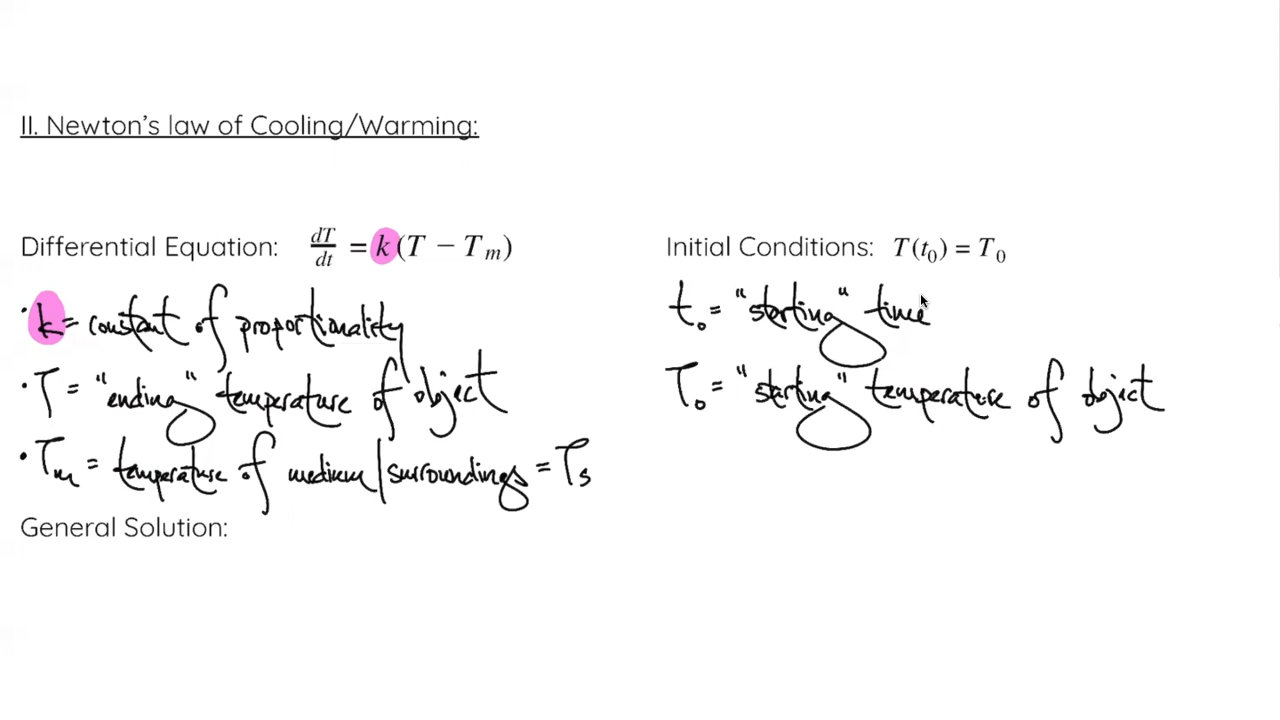 II. Newton's law of Cooling/Warming:
Differential Equation: dT/dt = k(T − Tₘ)
• k = constant of proportionality
• T = "ending" temperature of object
• Tₘ = temperature of medium/surroundings = Tₛ
General Solution:
Initial Conditions: T(t₀) = T₀
t₀ = "starting" time
T₀ = "starting" temperature of object